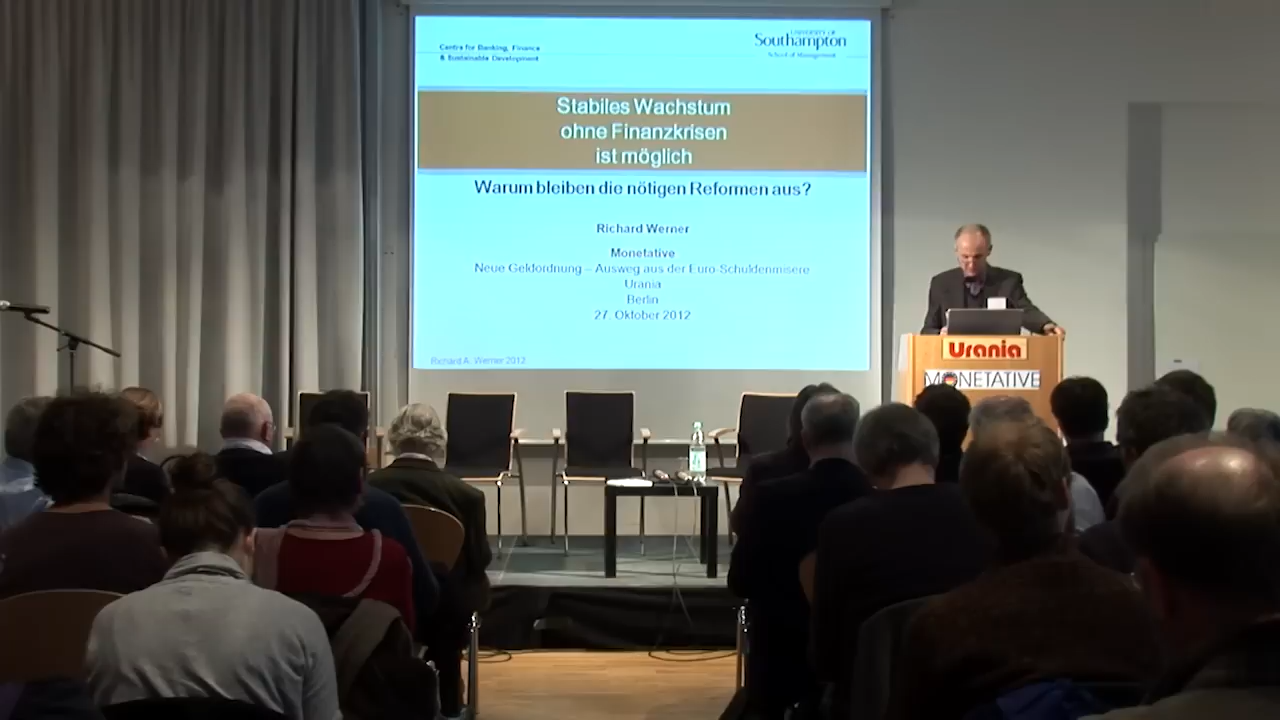 Centre for Banking, Finance
& Sustainable Development
UNIVERSITY OF
Southampton
School of Management
Stabiles Wachstum
ohne Finanzkrisen
ist möglich
Warum bleiben die nötigen Reformen aus?
Richard Werner
Monetative
Neue Geldordnung – Ausweg aus der Euro-Schuldenmisere
Urania
Berlin
27. Oktober 2012
Richard A. Werner 2012
Urania
MONETATIVE